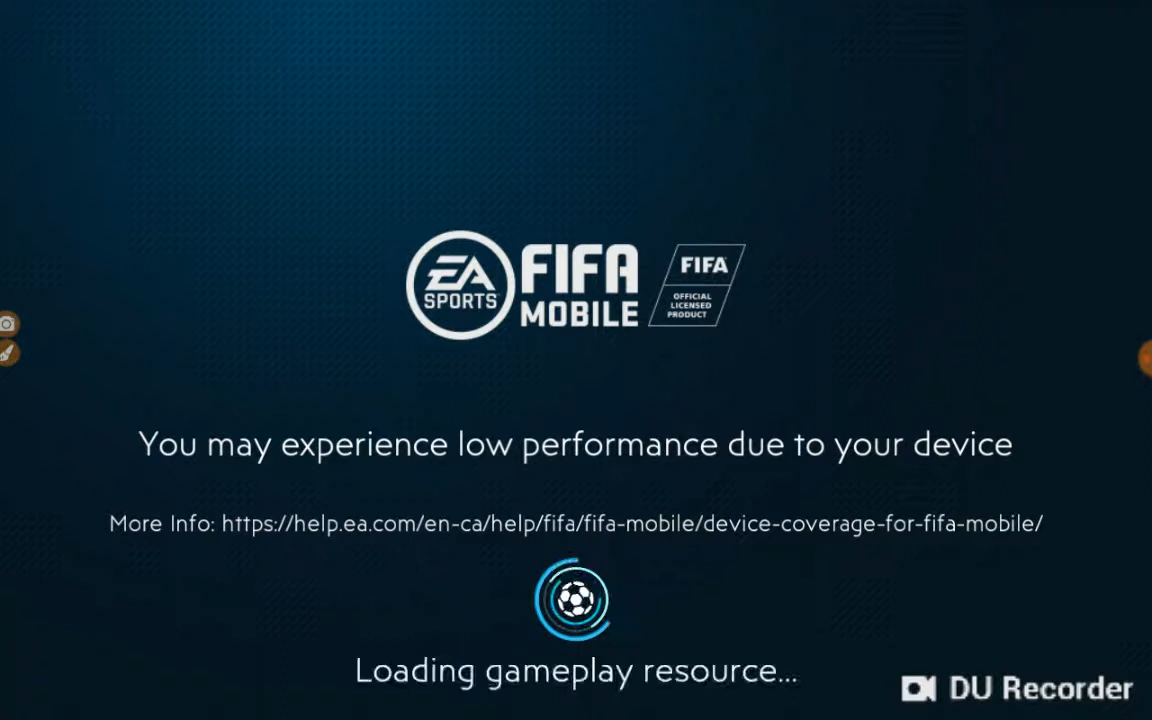 EA
SPORTS
FIFA
MOBILE
FIFA
OFFICIAL
LICENSED
PRODUCT
You may experience low performance due to your device
More Info: https://help.ea.com/en-ca/help/fifa/fifa-mobile/device-coverage-for-fifa-mobile/
Loading gameplay resource...
DU Recorder